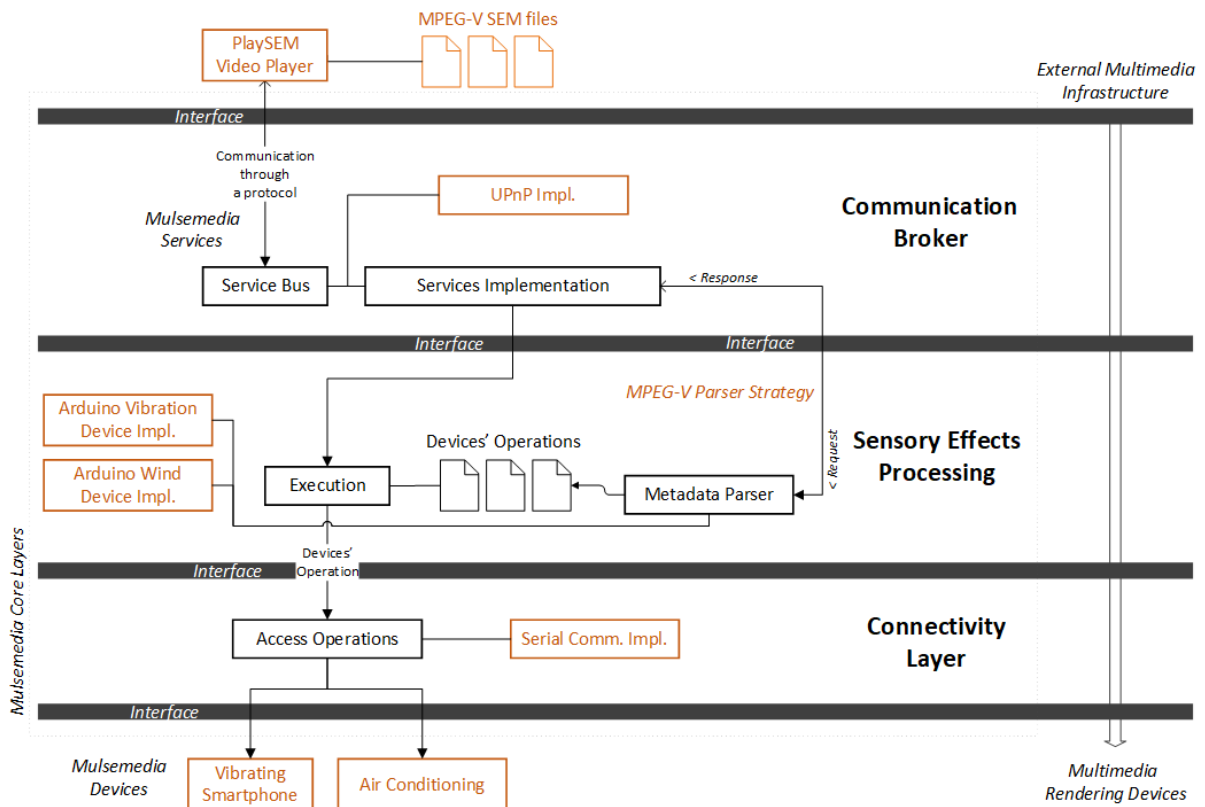 MPEG-V SEM files
PlaySEM
Video Player
External Multimedia
Infrastructure
Interface
Communication
through
a protocol
UPnP Impl.
Mulsemedia
Services
Communication
Broker
Service Bus
Services Implementation
< Response
Interface
Interface
MPEG-V Parser Strategy
Arduino Vibration
Device Impl.
Devices' Operations
< Request
Sensory Effects
Processing
Arduino Wind
Device Impl.
Execution
Metadata Parser
Devices'
Operation
Interface
Mulsemedia Core Layers
Access Operations
Serial Comm. Impl.
Connectivity
Layer
Interface
Mulsemedia
Devices
Vibrating
Smartphone
Air Conditioning
Multimedia
Rendering Devices